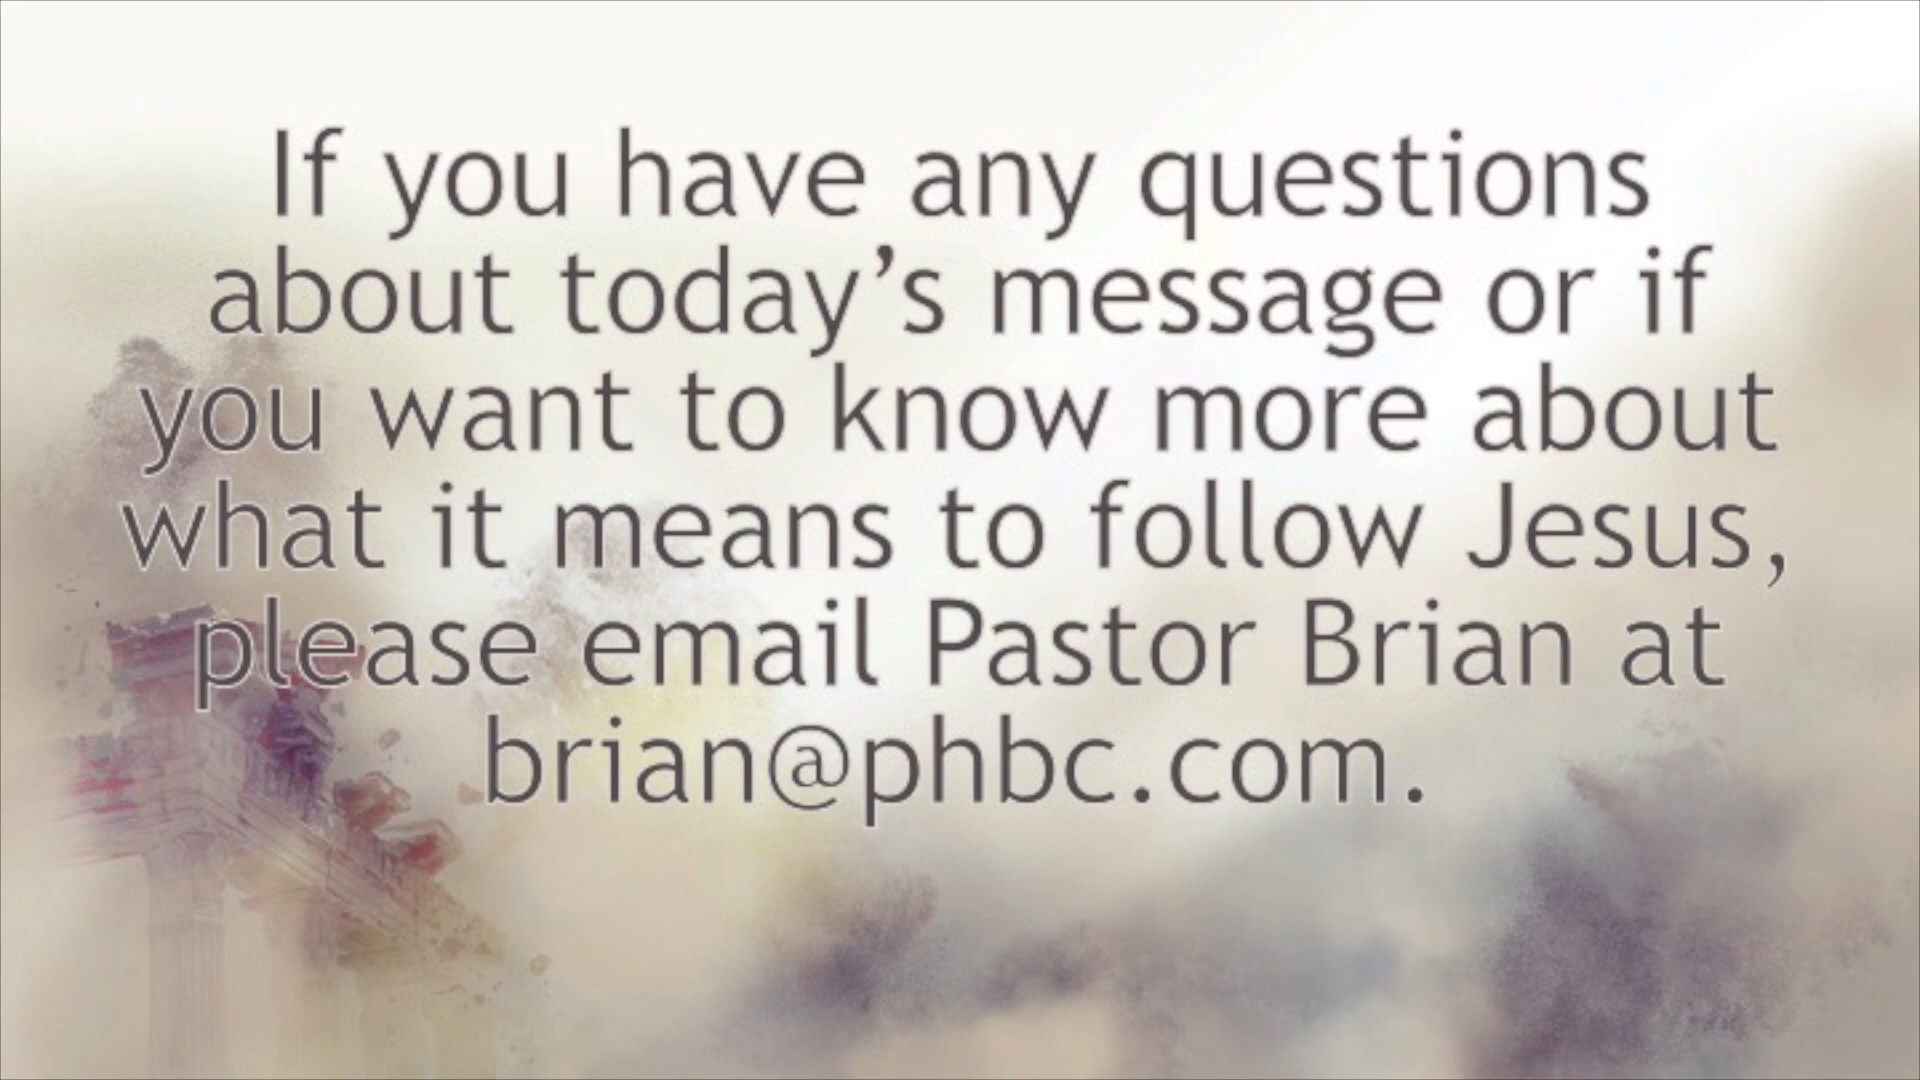 If you have any questions
about today’s message or if
you want to know more about
what it means to follow Jesus,
please email Pastor Brian at
brian@phbc.com.